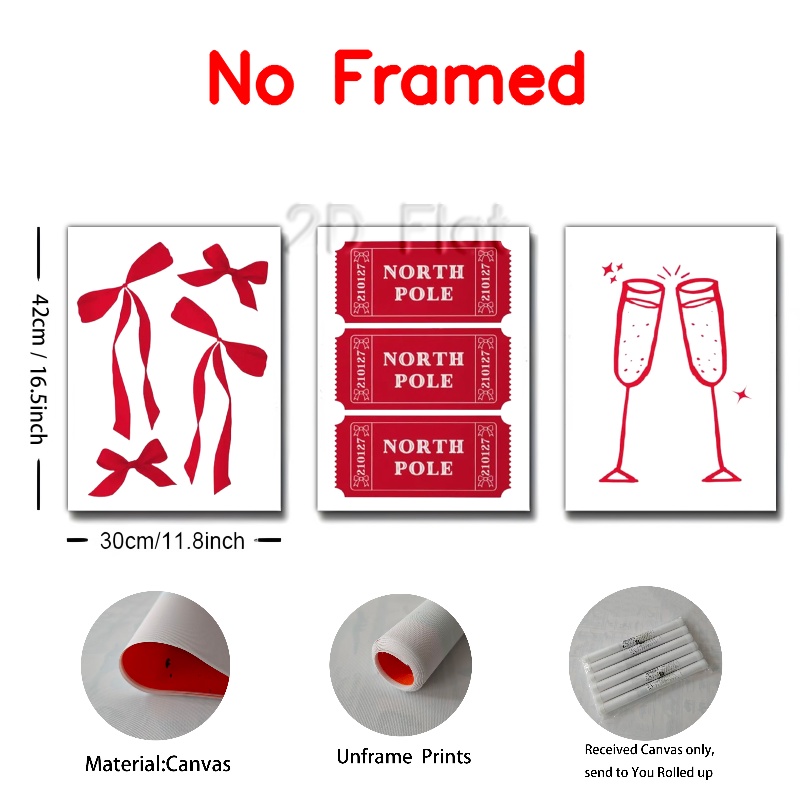 No Framed
2D Flat
42cm / 16.5inch
NORTH
POLE
210127
210127
NORTH
POLE
210127
210127
NORTH
POLE
210127
210127
30cm/11.8inch
Material:Canvas
Unframe Prints
Received Canvas only,
send to You Rolled up